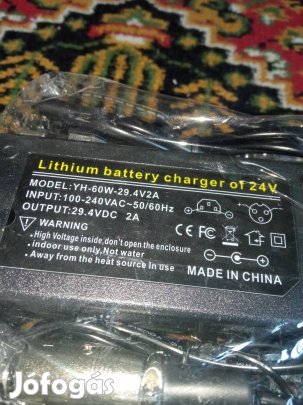 Lithium battery charger of 24V
MODEL:YH-60W-29.4V2A
INPUT:100-240VAC~50/60Hz
OUTPUT:29.4VDC 2A
WARNING
High Voltage inside,don't open the enclosure
indoor use only,Not water
Away from the heat source in use
CE FC
MADE IN CHINA
Jófogás